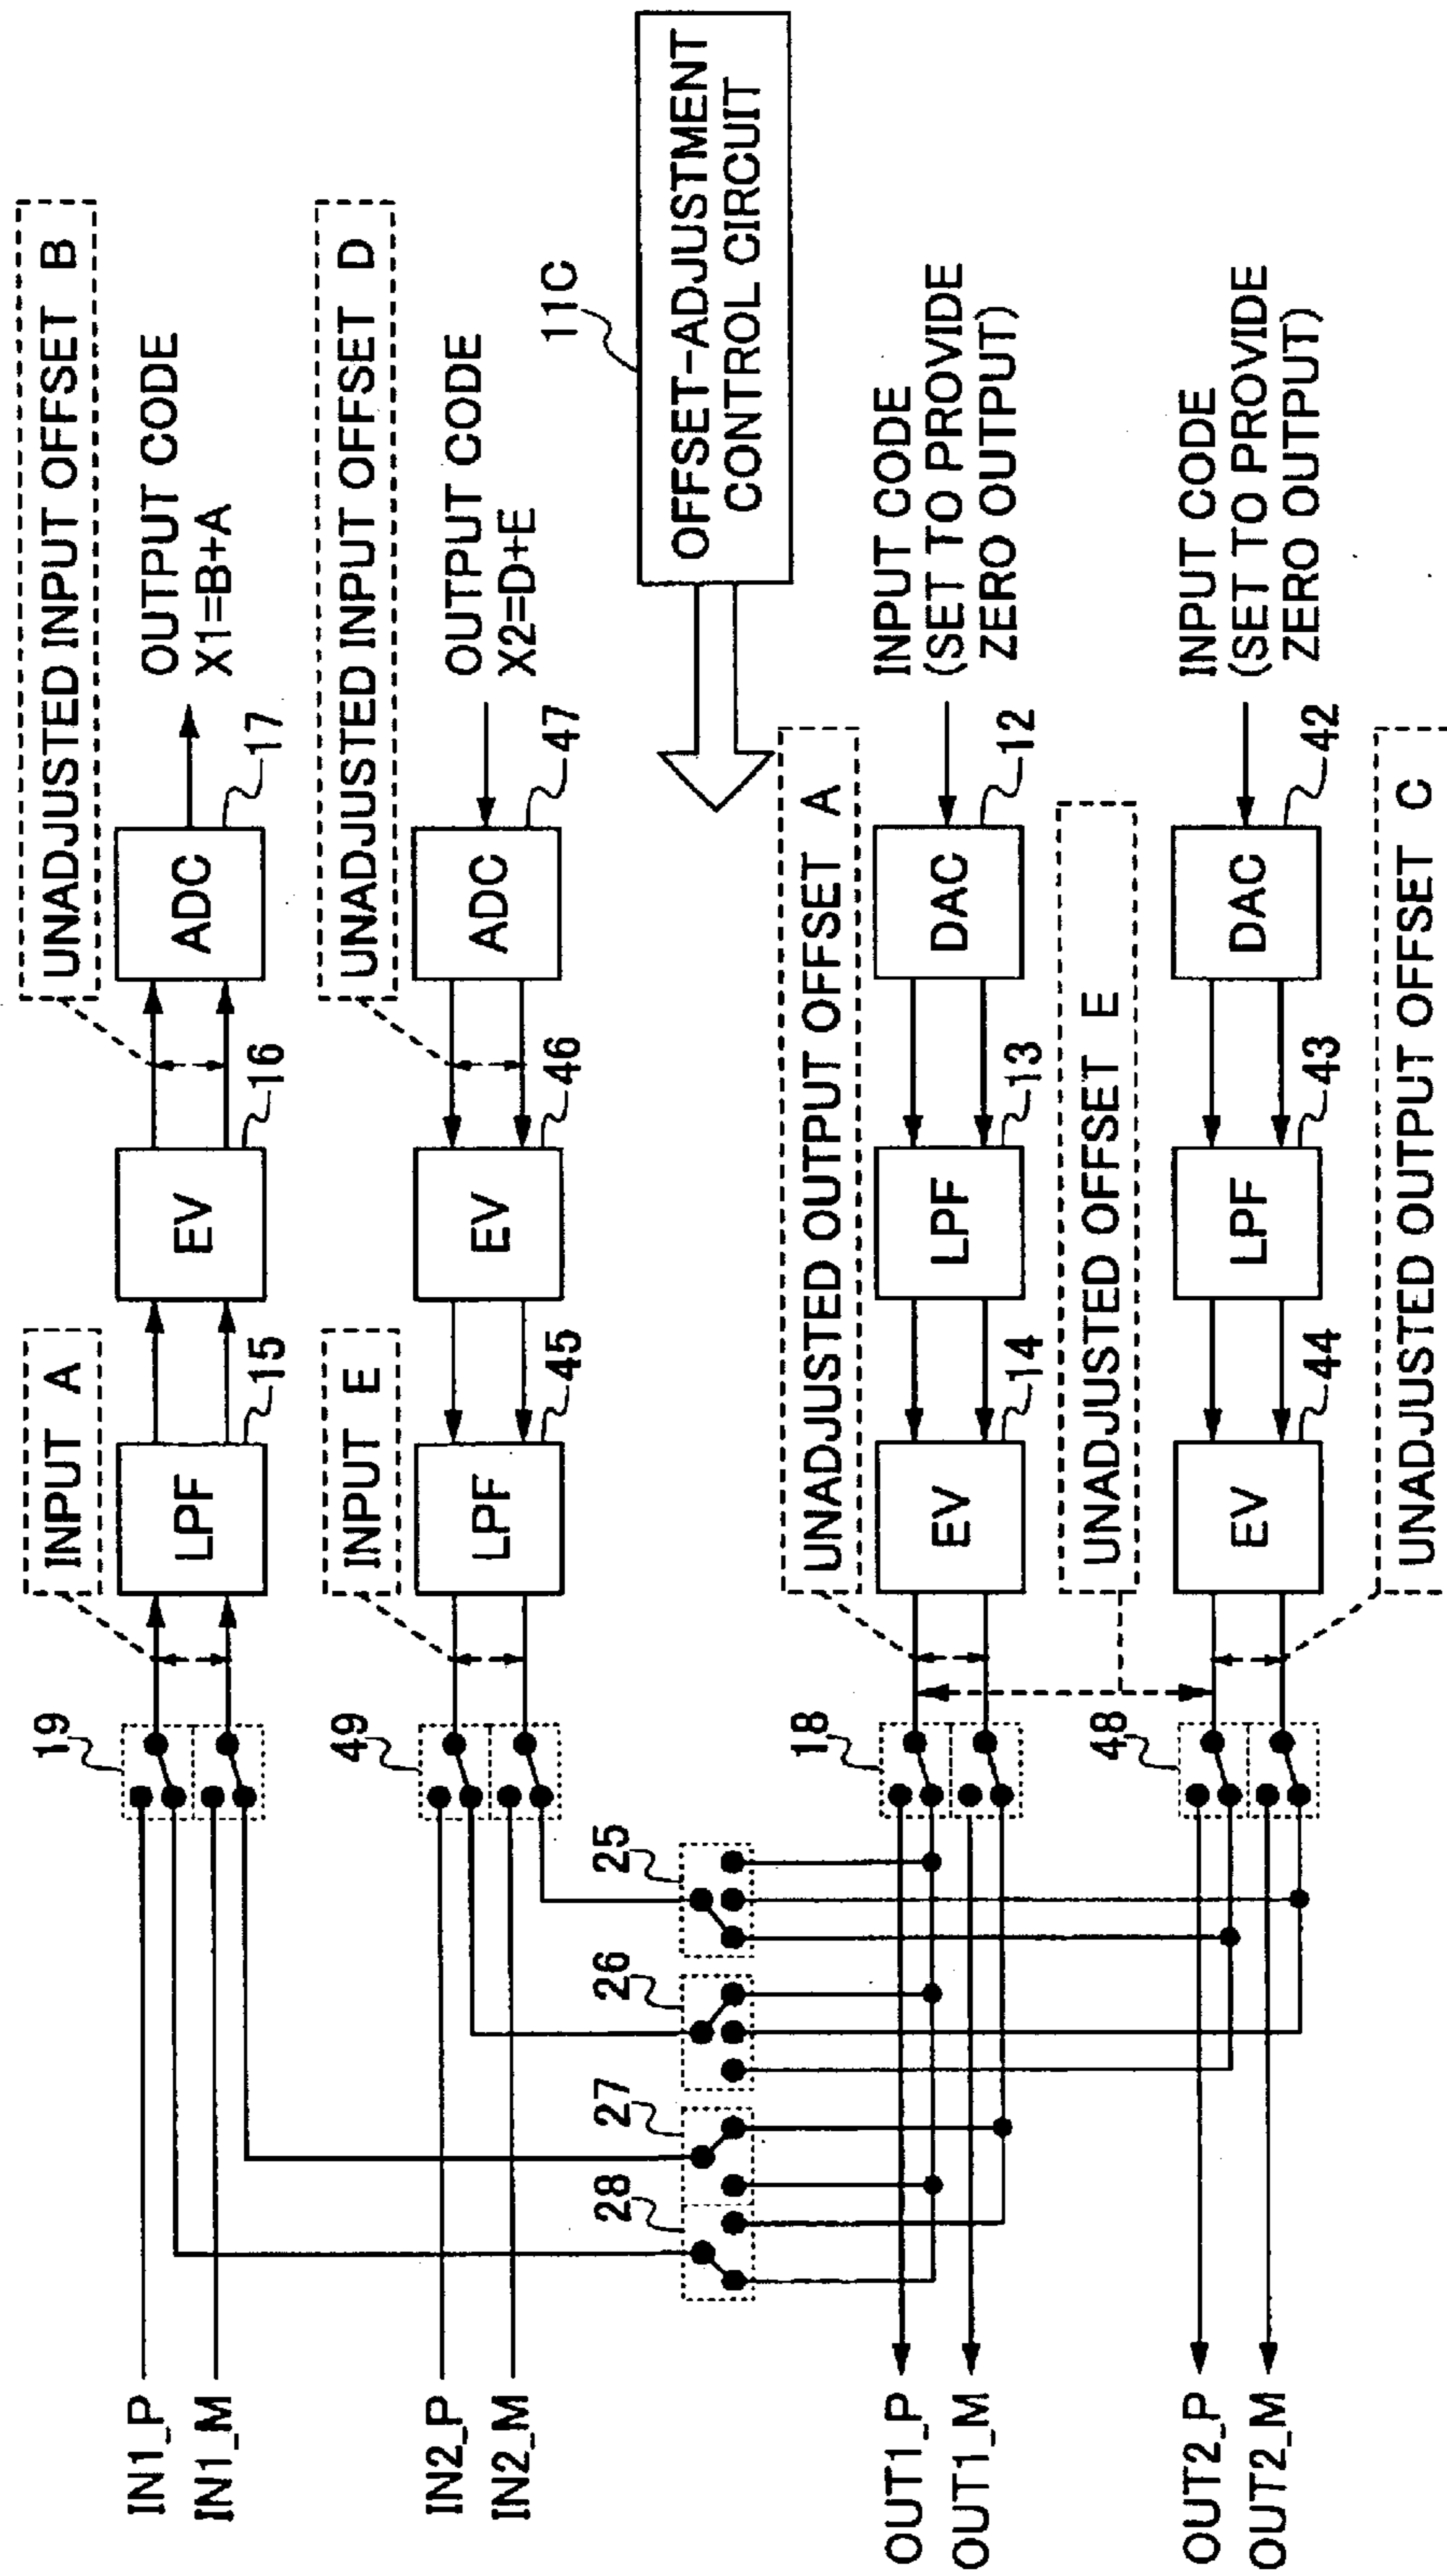 UNADJUSTED INPUT OFFSET B
INPUT A
OUTPUT CODE
X1=B+A
19
LPF
15
EV
16
ADC
17
IN1_P
IN1_M
UNADJUSTED INPUT OFFSET D
INPUT E
OUTPUT CODE
X2=D+E
49
LPF
45
EV
46
ADC
47
IN2_P
IN2_M
25
26
27
28
11C
OFFSET-ADJUSTMENT
CONTROL CIRCUIT
UNADJUSTED OUTPUT OFFSET A
INPUT CODE
(SET TO PROVIDE
ZERO OUTPUT)
18
EV
14
LPF
13
DAC
12
OUT1_P
OUT1_M
UNADJUSTED OFFSET E
INPUT CODE
(SET TO PROVIDE
ZERO OUTPUT)
48
EV
44
LPF
43
DAC
42
OUT2_P
OUT2_M
UNADJUSTED OUTPUT OFFSET C